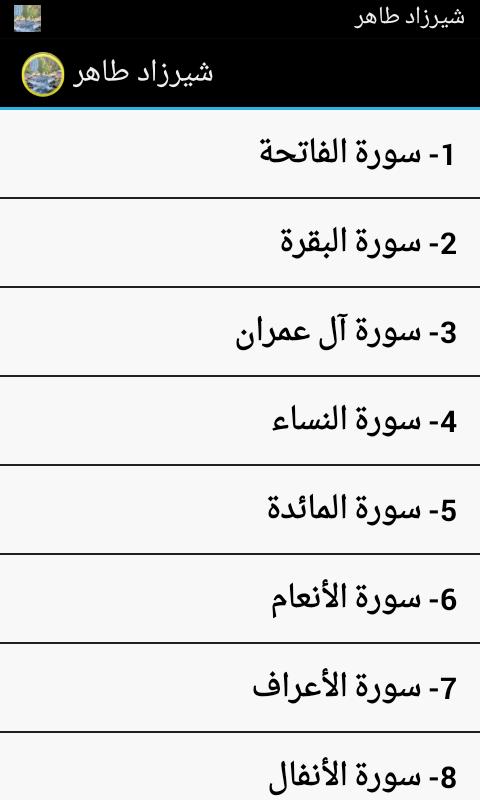 شيرزاد طاهر
شيرزاد طاهر
1- سورة الفاتحة
2- سورة البقرة
3- سورة آل عمران
4- سورة النساء
5- سورة المائدة
6- سورة الأنعام
7- سورة الأعراف
8- سورة الأنفال